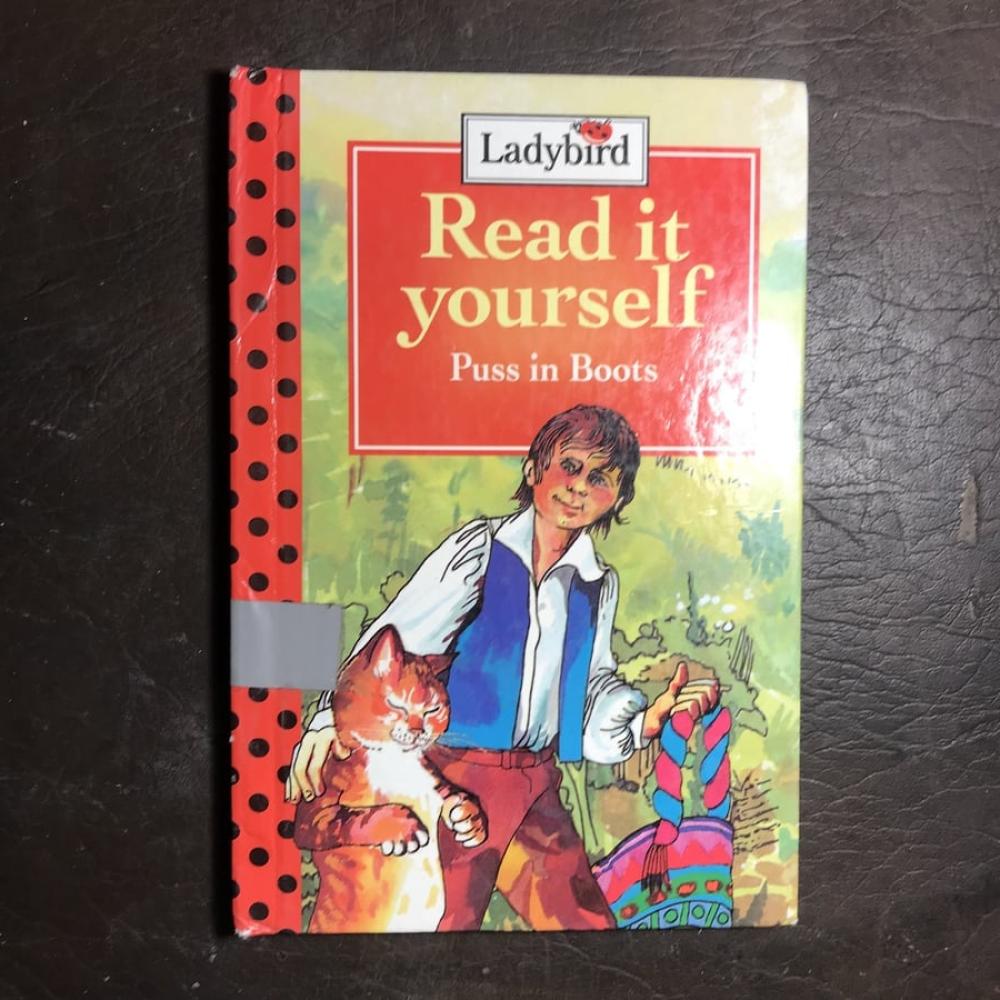 Ladybird
Read it
yourself
Puss in Boots